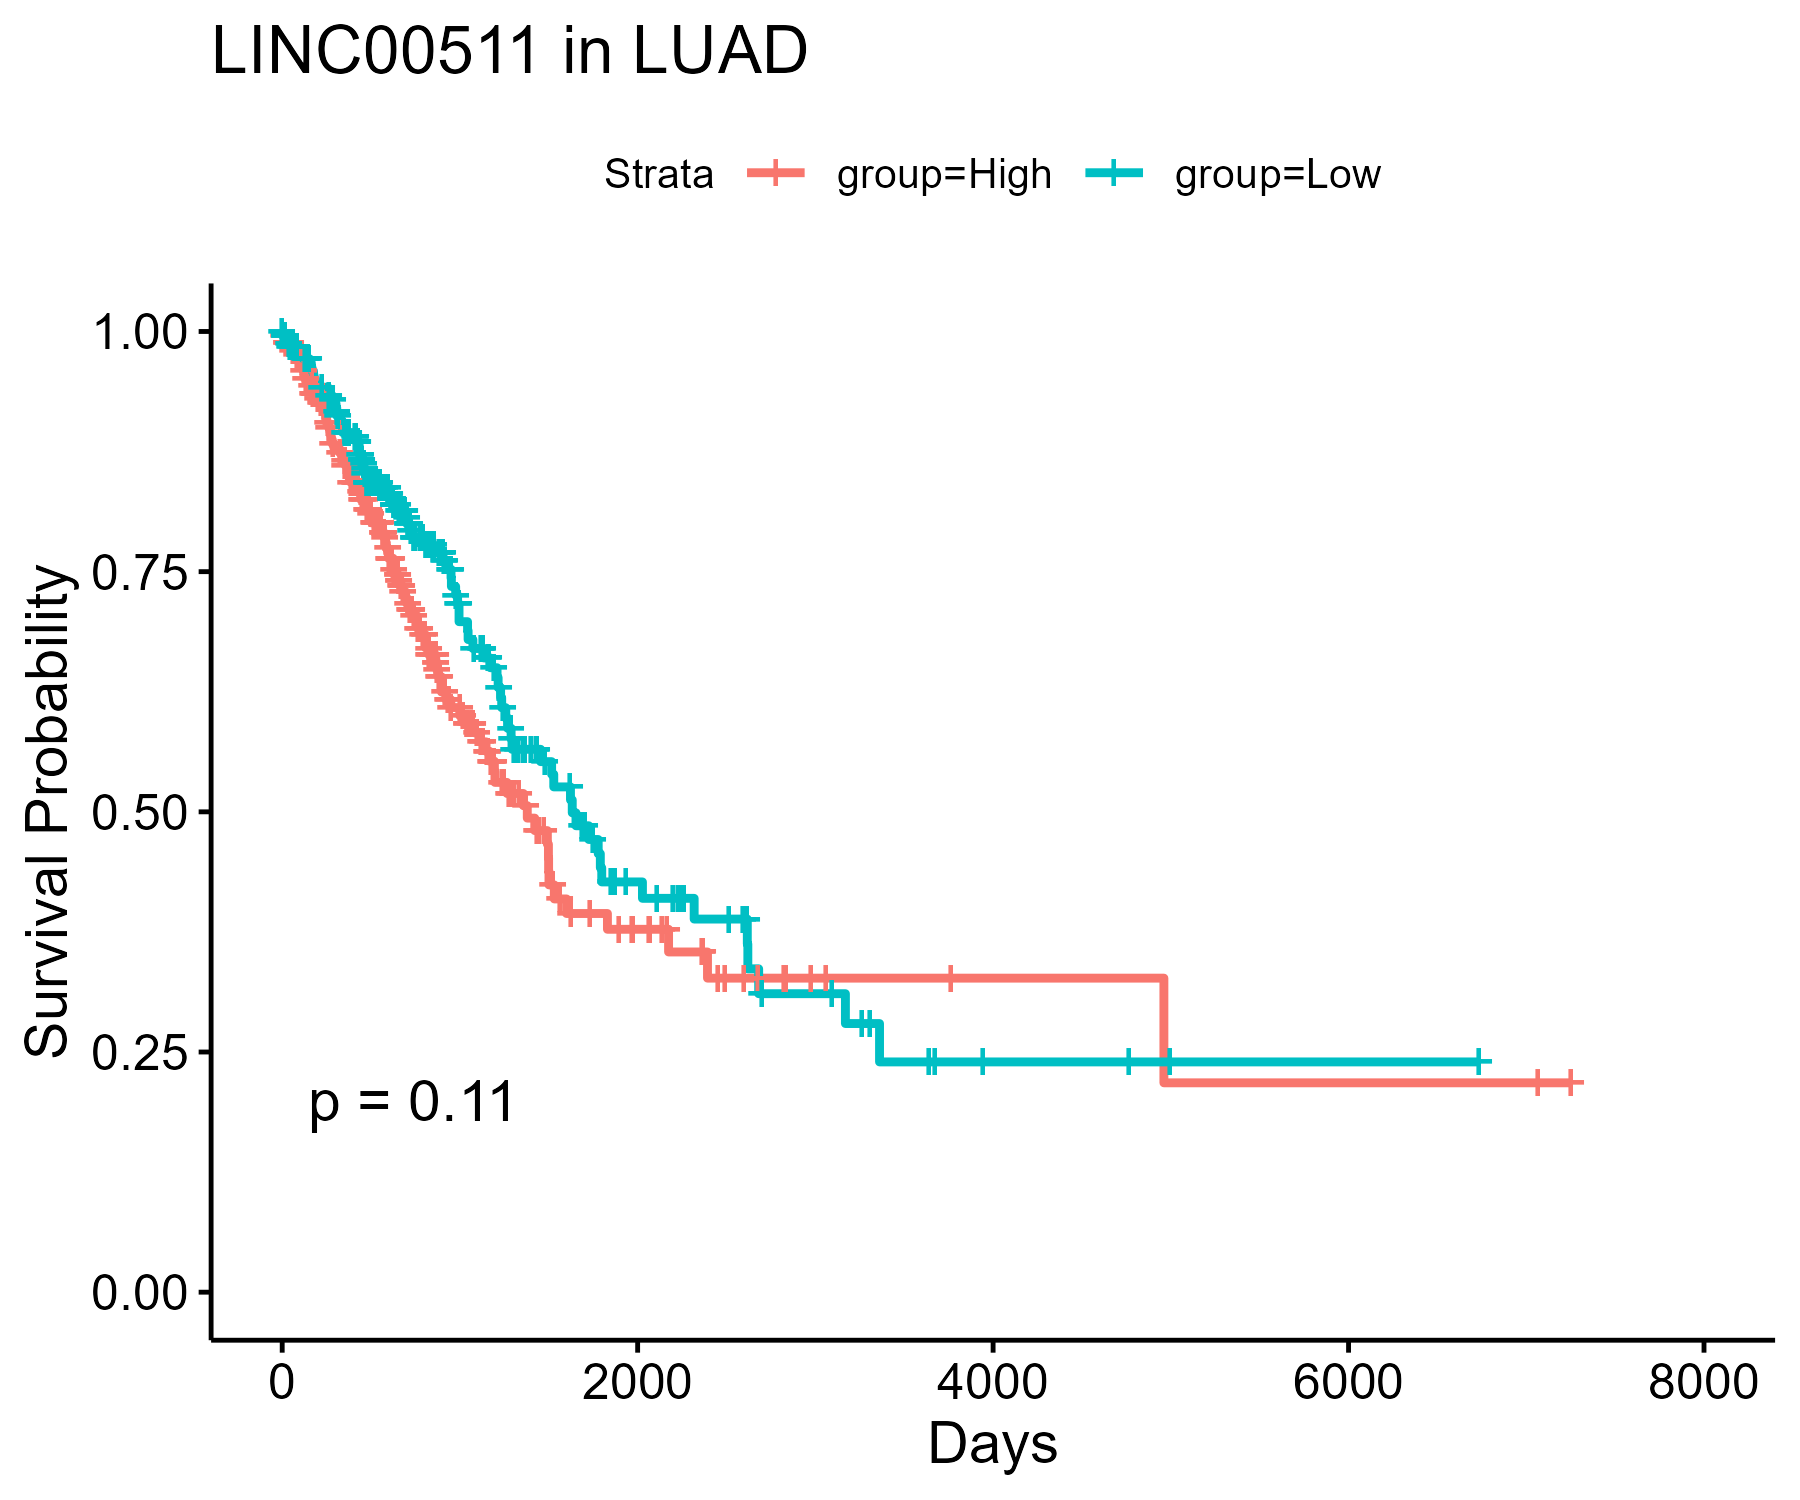 LINC00511 in LUAD
Strata group=High group=Low
Survival Probability
1.00
0.75
0.50
0.25
0.00
p = 0.11
0 2000 4000 6000 8000
Days